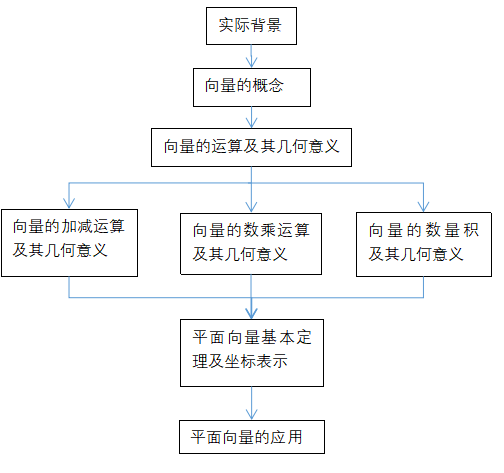 实际背景
向量的概念
向量的运算及其几何意义
向量的加减运算
及其几何意义
向量的数乘运算
及其几何意义
向量的数量积
及其几何意义
平面向量基本定
理及坐标表示
平面向量的应用